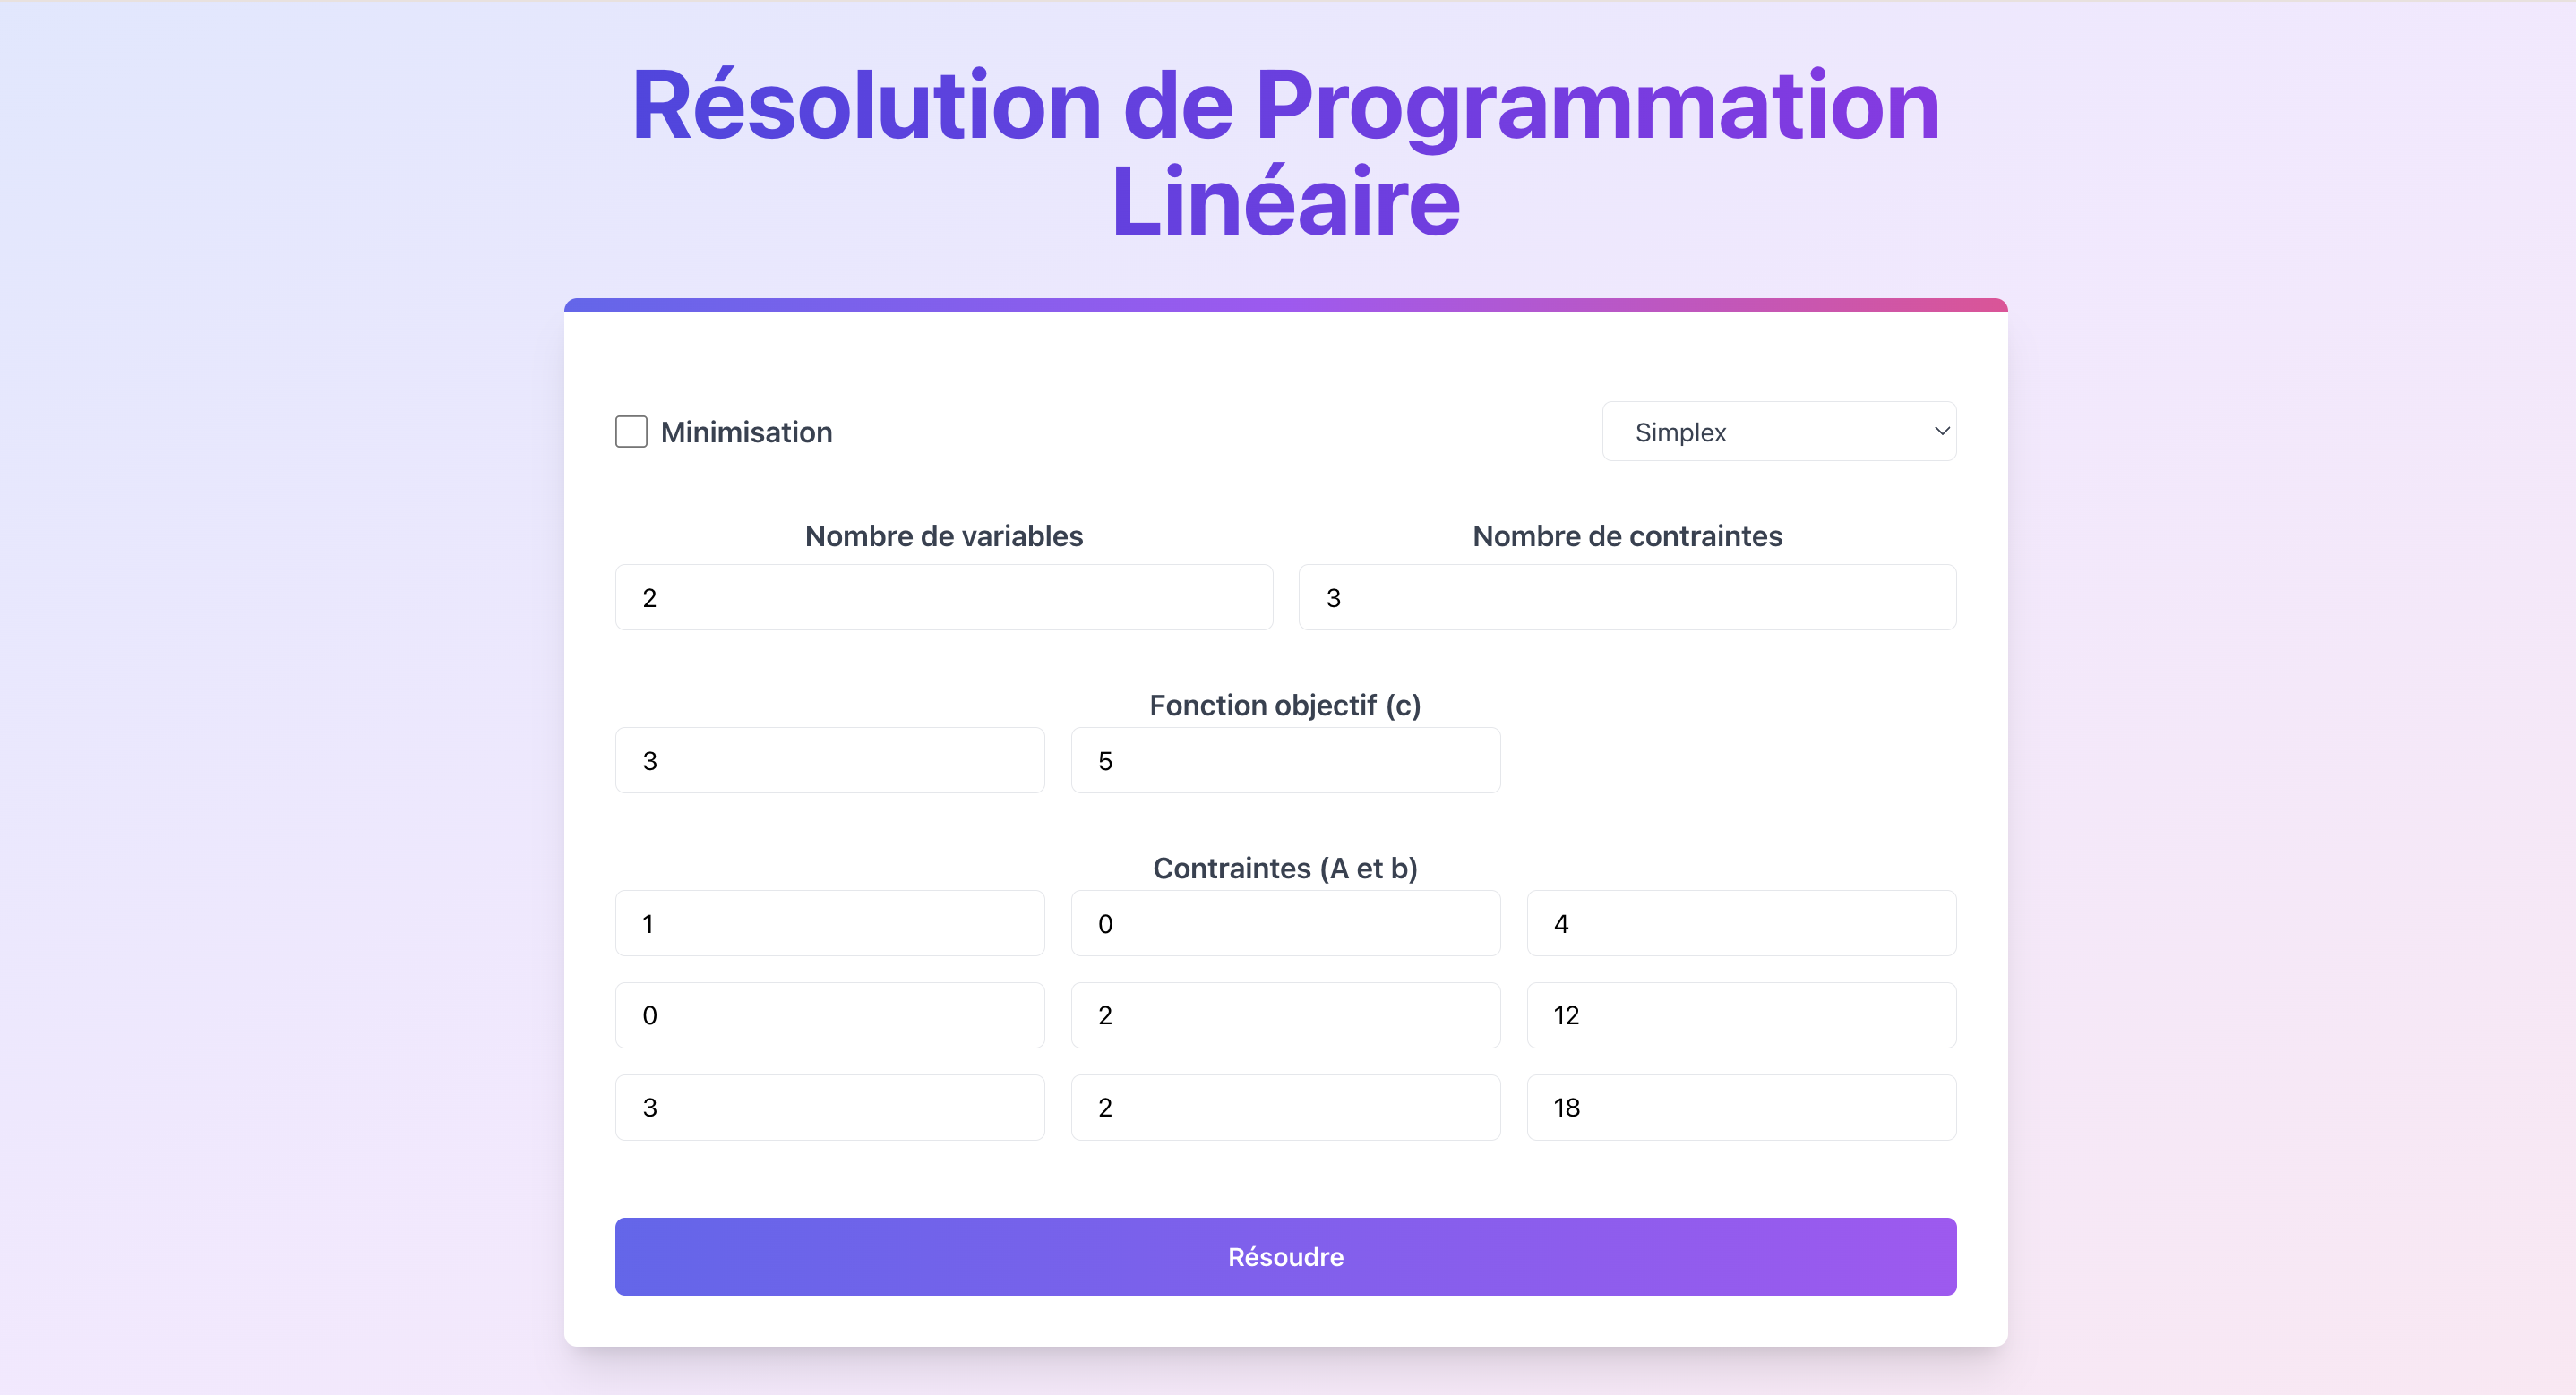 Résolution de Programmation
Linéaire
Minimisation
Simplex
Nombre de variables
Nombre de contraintes
2
3
Fonction objectif (c)
3
5
Contraintes (A et b)
1
0
4
0
2
12
3
2
18
Résoudre